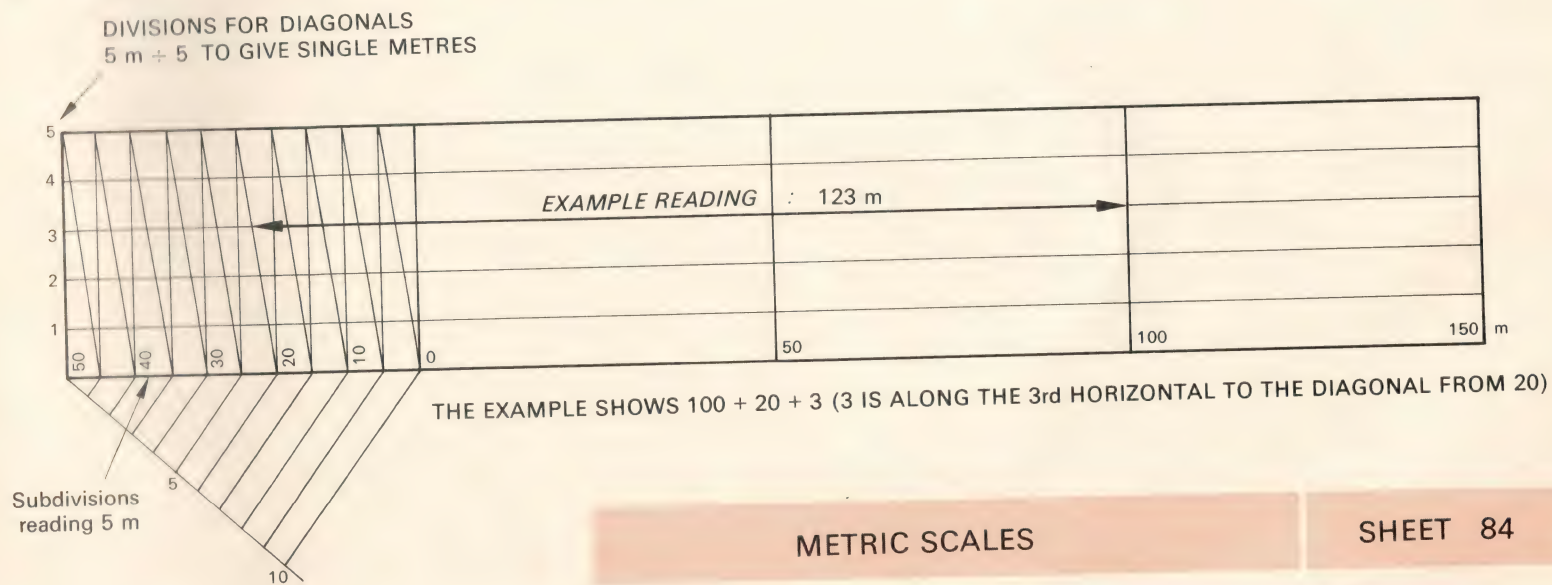 DIVISIONS FOR DIAGONALS
5 m ÷ 5 TO GIVE SINGLE METRES
5
4
3
2
1
EXAMPLE READING : 123 m
50
40
30
20
10
0
50
100
150 m
THE EXAMPLE SHOWS 100 + 20 + 3 (3 IS ALONG THE 3rd HORIZONTAL TO THE DIAGONAL FROM 20)
Subdivisions
reading 5 m
5
10
METRIC SCALES
SHEET 84